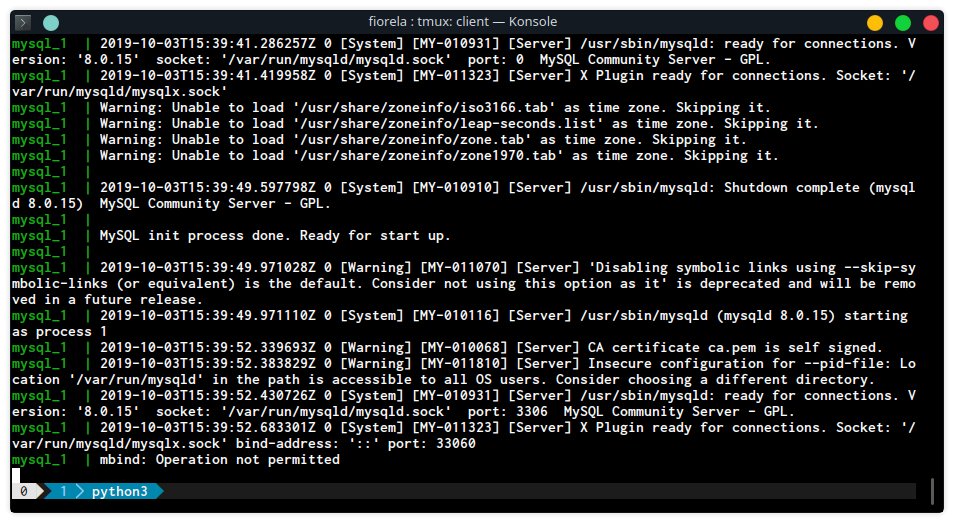 fiorela : tmux: client — Konsole
mysql_1  | 2019-10-03T15:39:41.286257Z 0 [System] [MY-010931] [Server] /usr/sbin/mysqld: ready for connections. V
ersion: '8.0.15'  socket: '/var/run/mysqld/mysqld.sock'  port: 0  MySQL Community Server - GPL.
mysql_1  | 2019-10-03T15:39:41.419958Z 0 [System] [MY-011323] [Server] X Plugin ready for connections. Socket: '/
var/run/mysqld/mysqlx.sock'
mysql_1  | Warning: Unable to load '/usr/share/zoneinfo/iso3166.tab' as time zone. Skipping it.
mysql_1  | Warning: Unable to load '/usr/share/zoneinfo/leap-seconds.list' as time zone. Skipping it.
mysql_1  | Warning: Unable to load '/usr/share/zoneinfo/zone.tab' as time zone. Skipping it.
mysql_1  | Warning: Unable to load '/usr/share/zoneinfo/zone1970.tab' as time zone. Skipping it.
mysql_1  |
mysql_1  | 2019-10-03T15:39:49.597798Z 0 [System] [MY-010910] [Server] /usr/sbin/mysqld: Shutdown complete (mysql
d 8.0.15)  MySQL Community Server - GPL.
mysql_1  |
mysql_1  | MySQL init process done. Ready for start up.
mysql_1  |
mysql_1  | 2019-10-03T15:39:49.971028Z 0 [Warning] [MY-011070] [Server] 'Disabling symbolic links using --skip-sy
mbolic-links (or equivalent) is the default. Consider not using this option as it' is deprecated and will be remo
ved in a future release.
mysql_1  | 2019-10-03T15:39:49.971110Z 0 [System] [MY-010116] [Server] /usr/sbin/mysqld (mysqld 8.0.15) starting
as process 1
mysql_1  | 2019-10-03T15:39:52.339693Z 0 [Warning] [MY-010068] [Server] CA certificate ca.pem is self signed.
mysql_1  | 2019-10-03T15:39:52.383829Z 0 [Warning] [MY-011810] [Server] Insecure configuration for --pid-file: Lo
cation '/var/run/mysqld' in the path is accessible to all OS users. Consider choosing a different directory.
mysql_1  | 2019-10-03T15:39:52.430726Z 0 [System] [MY-010931] [Server] /usr/sbin/mysqld: ready for connections. V
ersion: '8.0.15'  socket: '/var/run/mysqld/mysqld.sock'  port: 3306  MySQL Community Server - GPL.
mysql_1  | 2019-10-03T15:39:52.683301Z 0 [System] [MY-011323] [Server] X Plugin ready for connections. Socket: '/
var/run/mysqld/mysqlx.sock' bind-address: '::' port: 33060
mysql_1  | mbind: Operation not permitted
0 1 python3